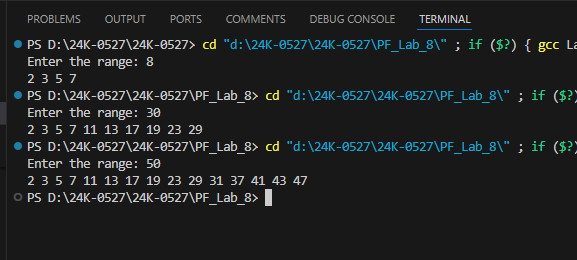 PROBLEMS OUTPUT PORTS COMMENTS DEBUG CONSOLE TERMINAL
PS D:\24K-0527\24K-0527> cd "d:\24K-0527\24K-0527\PF_Lab_8\" ; if ($?) { gcc La
Enter the range: 8
2 3 5 7
PS D:\24K-0527\24K-0527\PF_Lab_8> cd "d:\24K-0527\24K-0527\PF_Lab_8\" ; if ($?)
Enter the range: 30
2 3 5 7 11 13 17 19 23 29
PS D:\24K-0527\24K-0527\PF_Lab_8> cd "d:\24K-0527\24K-0527\PF_Lab_8\" ; if ($?)
Enter the range: 50
2 3 5 7 11 13 17 19 23 29 31 37 41 43 47
PS D:\24K-0527\24K-0527\PF_Lab_8>